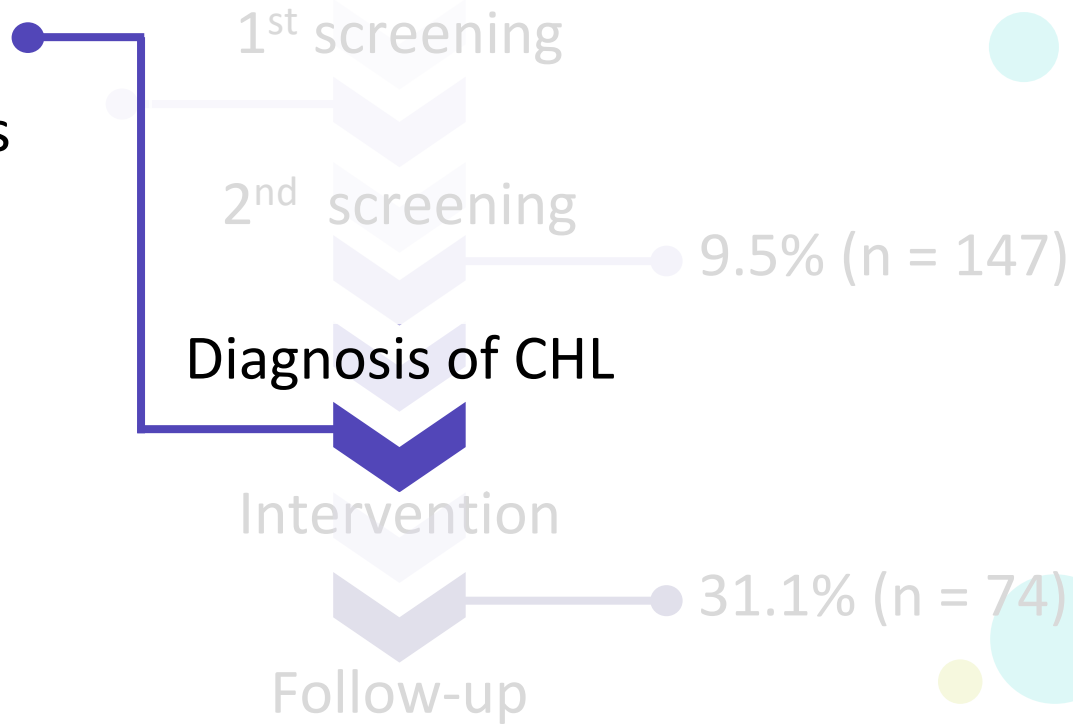 1st screening
s
2nd screening
9.5% (n = 147)
Diagnosis of CHL
Intervention
31.1% (n = 74)
Follow-up